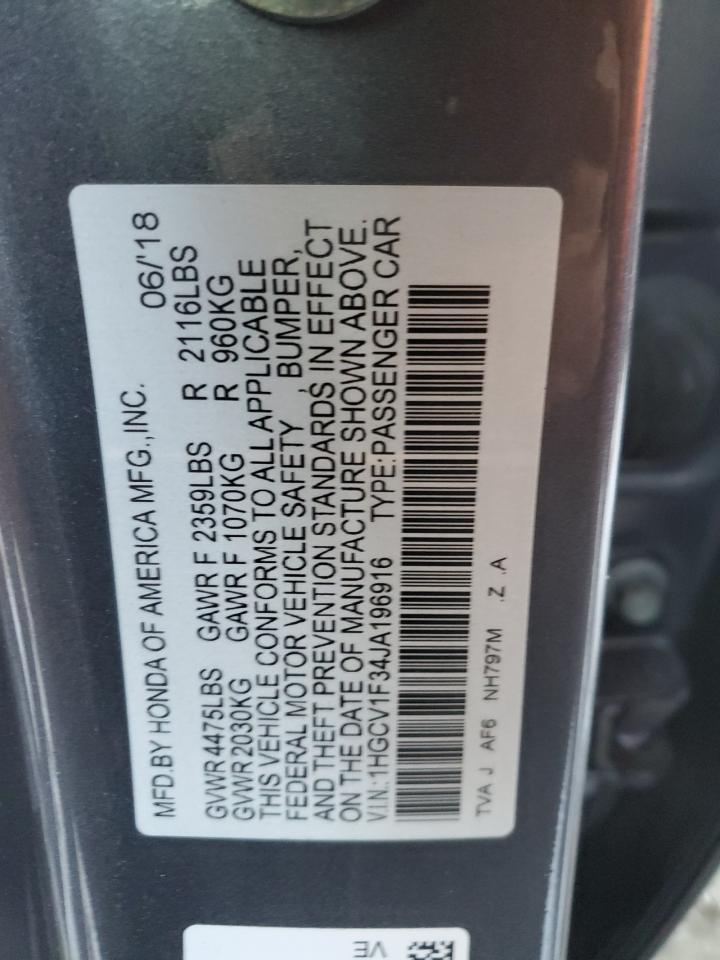 MFD.BY HONDA OF AMERICA MFG.,INC. 06/'18
GVWR 4475LBS GAWR F 2359LBS R 2116LBS
GVWR 2030KG GAWR F 1070KG R 960KG
THIS VEHICLE CONFORMS TO ALL APPLICABLE
FEDERAL MOTOR VEHICLE SAFETY , BUMPER,
AND THEFT PREVENTION STANDARDS IN EFFECT
ON THE DATE OF MANUFACTURE SHOWN ABOVE.
V.I.N.:1HGCV1F34JA196916 TYPE:PASSENGER CAR
TVA J AF6 NH797M .Z .A
VE